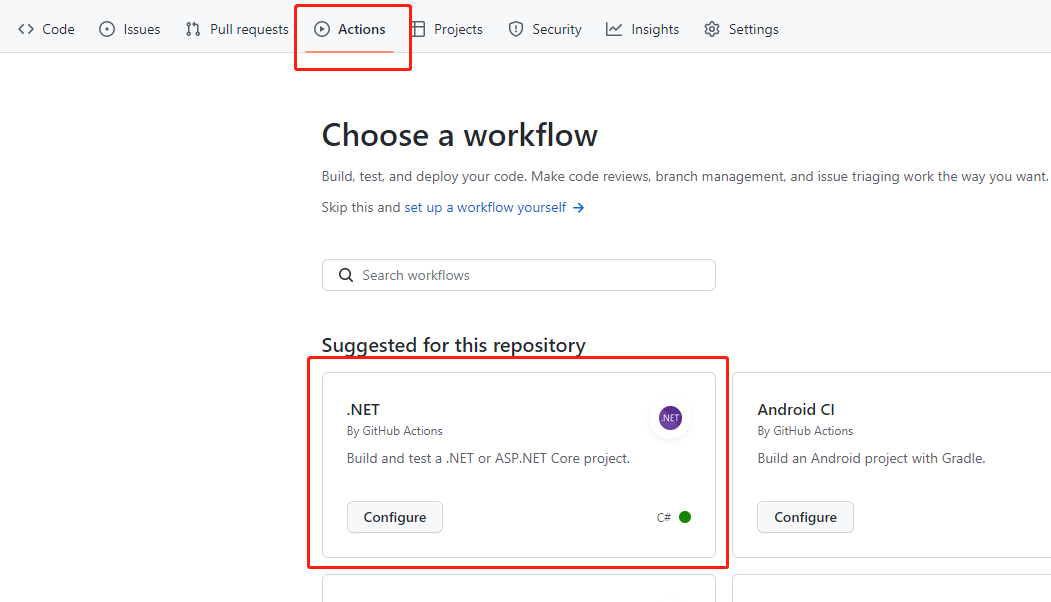 Code Issues Pull requests Actions Projects Security Insights Settings
Choose a workflow
Build, test, and deploy your code. Make code reviews, branch management, and issue triaging work the way you want.
Skip this and set up a workflow yourself →
Search workflows
Suggested for this repository
.NET
By GitHub Actions
Build and test a .NET or ASP.NET Core project.
Configure
C#
.NET
Android CI
By GitHub Actions
Build an Android project with Gradle.
Configure